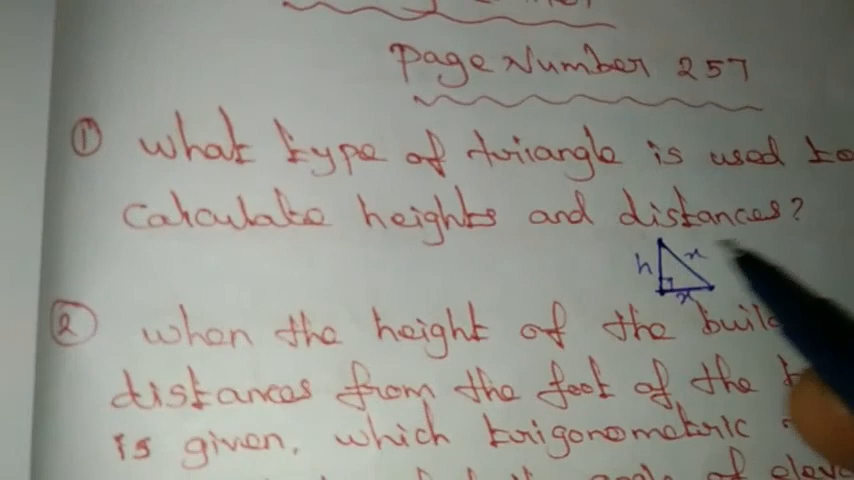 Page Number 257
① what type of triangle is used to
calculate heights and distances?
h x
x
② when the height of the
distances from the foot of the
is given, which trigonometric
of